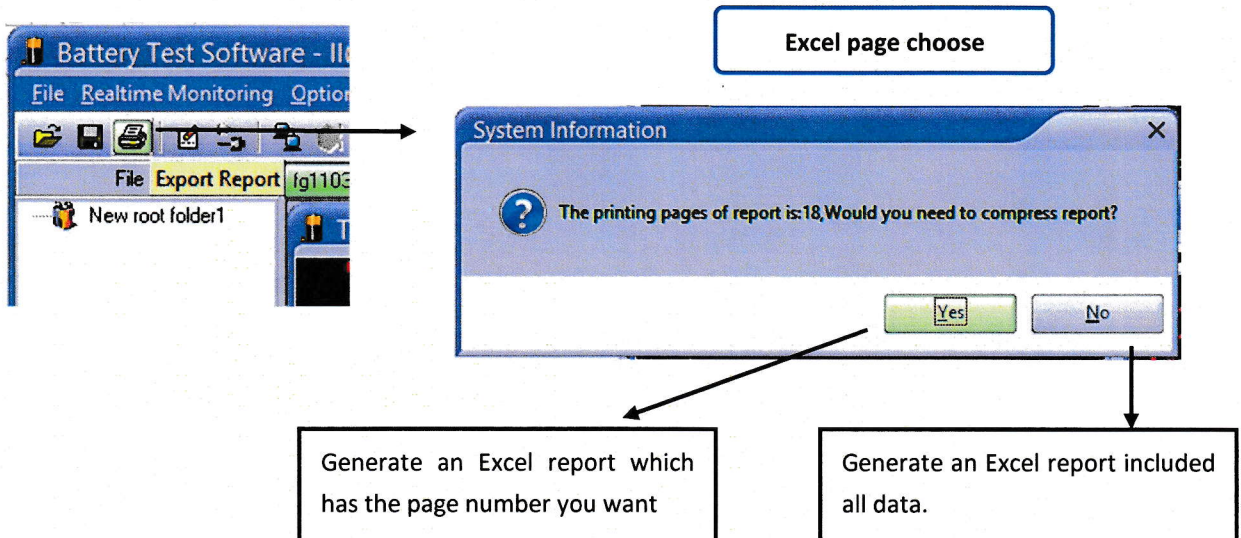 Excel page choose
Battery Test Software - II
File Realtime Monitoring Option
File Export Report fg1103
New root folder1
T
System Information
The printing pages of report is:18,Would you need to compress report?
Yes No
Generate an Excel report which
has the page number you want
Generate an Excel report included
all data.